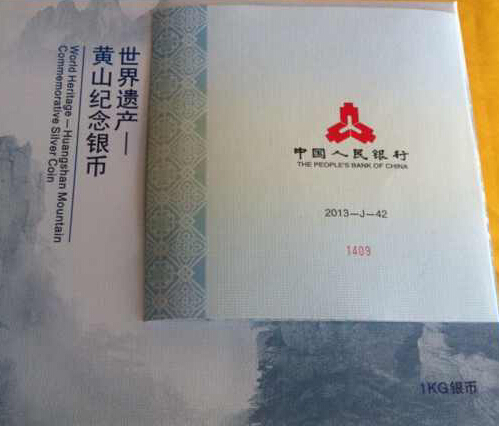 世界遗产—
黄山纪念银币
World Heritage — Huangshan Mountain
Commemorative Silver Coin
中国人民银行
THE PEOPLE'S BANK OF CHINA
2013—J—42
1409
1KG银币